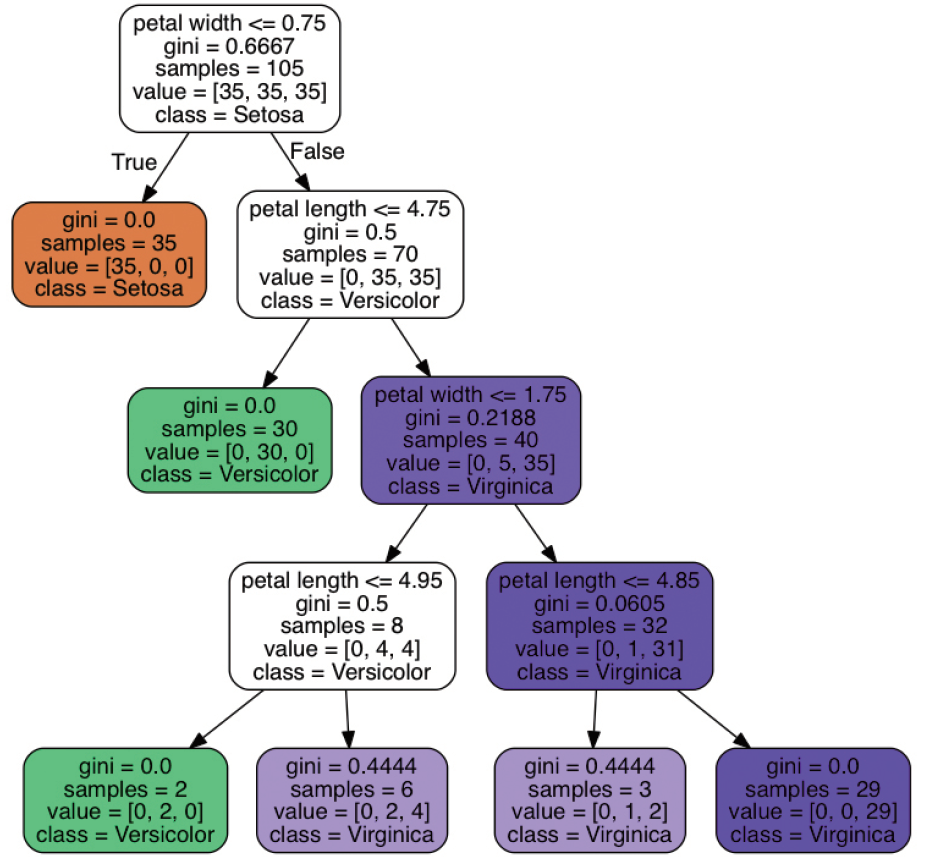 petal width <= 0.75
gini = 0.6667
samples = 105
value = [35, 35, 35]
class = Setosa
True
False
gini = 0.0
samples = 35
value = [35, 0, 0]
class = Setosa
petal length <= 4.75
gini = 0.5
samples = 70
value = [0, 35, 35]
class = Versicolor
gini = 0.0
samples = 30
value = [0, 30, 0]
class = Versicolor
petal width <= 1.75
gini = 0.2188
samples = 40
value = [0, 5, 35]
class = Virginica
petal length <= 4.95
gini = 0.5
samples = 8
value = [0, 4, 4]
class = Versicolor
petal length <= 4.85
gini = 0.0605
samples = 32
value = [0, 1, 31]
class = Virginica
gini = 0.0
samples = 2
value = [0, 2, 0]
class = Versicolor
gini = 0.4444
samples = 6
value = [0, 2, 4]
class = Virginica
gini = 0.4444
samples = 3
value = [0, 1, 2]
class = Virginica
gini = 0.0
samples = 29
value = [0, 0, 29]
class = Virginica